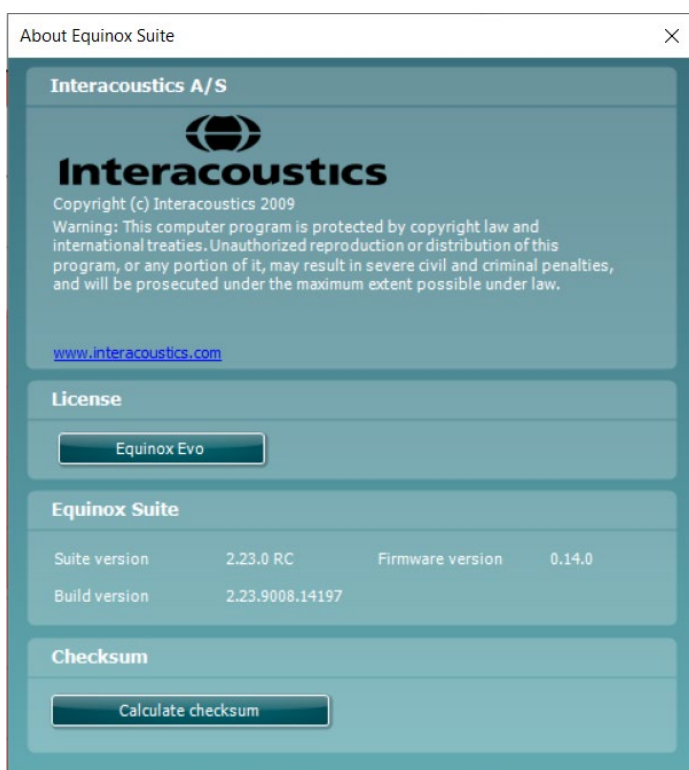 About Equinox Suite
Interacoustics A/S
Interacoustics
Copyright (c) Interacoustics 2009
Warning: This computer program is protected by copyright law and
international treaties. Unauthorized reproduction or distribution of this
program, or any portion of it, may result in severe civil and criminal penalties,
and will be prosecuted under the maximum extent possible under law.
www.interacoustics.com
License
Equinox Evo
Equinox Suite
Suite version 2.23.0 RC Firmware version 0.14.0
Build version 2.23.9008.14197
Checksum
Calculate checksum